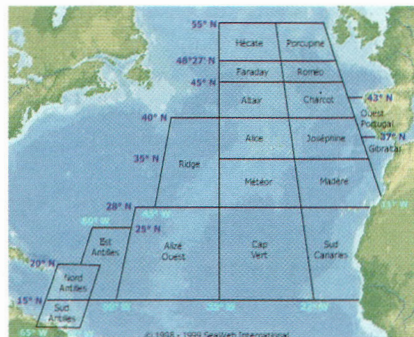 55° N
Hécate Porcupine
48°27' N
Faraday Roméo
45° N
Altair Charcot
43° N
40° N
Ouest
Portugal
Alice Joséphine
37° N
Gibraltar
35° N
Ridge
Météor Madère
28° N
25° N
Est
Antilles
Alizé
Ouest
Cap
Vert
Sud
Canaries
20° N
Nord
Antilles
15° N
Sud
Antilles
35° W
© 1998 - 1999 SeaWeb International